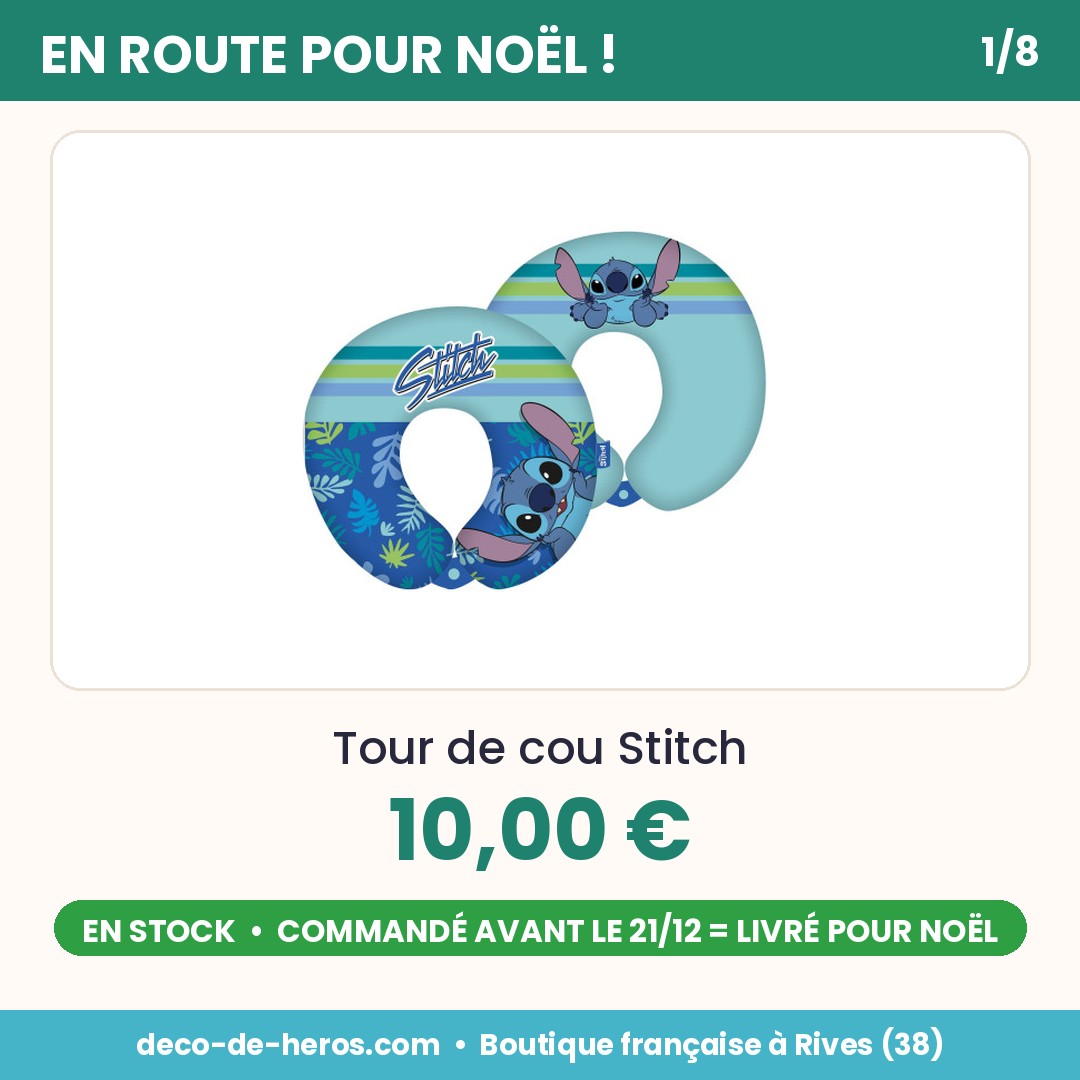 EN ROUTE POUR NOËL !
1/8
Stitch
Stitch
Tour de cou Stitch
10,00 €
EN STOCK • COMMANDÉ AVANT LE 21/12 = LIVRÉ POUR NOËL
deco-de-heros.com • Boutique française à Rives (38)